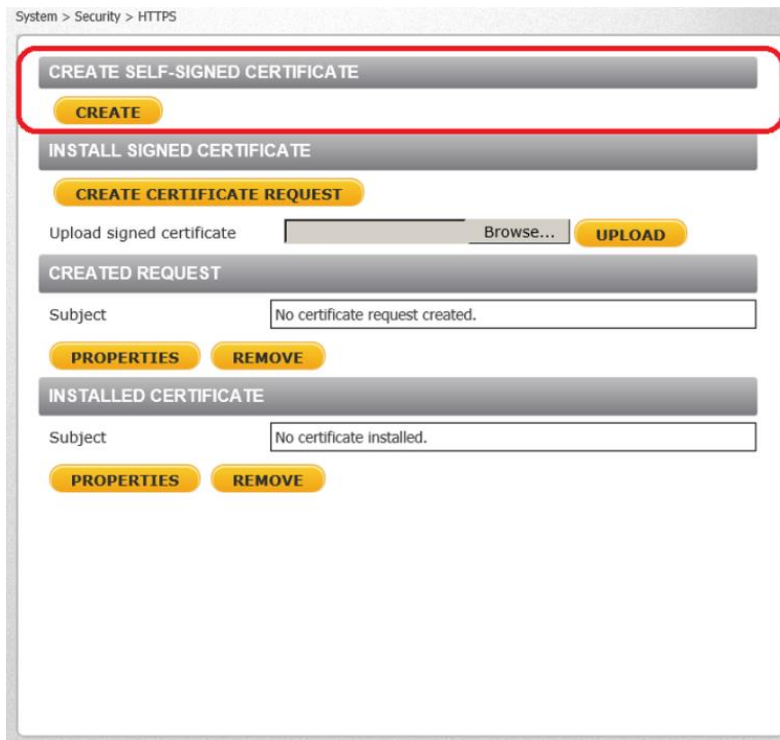 System > Security > HTTPS
CREATE SELF-SIGNED CERTIFICATE
CREATE
INSTALL SIGNED CERTIFICATE
CREATE CERTIFICATE REQUEST
Upload signed certificate Browse... UPLOAD
CREATED REQUEST
Subject No certificate request created.
PROPERTIES REMOVE
INSTALLED CERTIFICATE
Subject No certificate installed.
PROPERTIES REMOVE